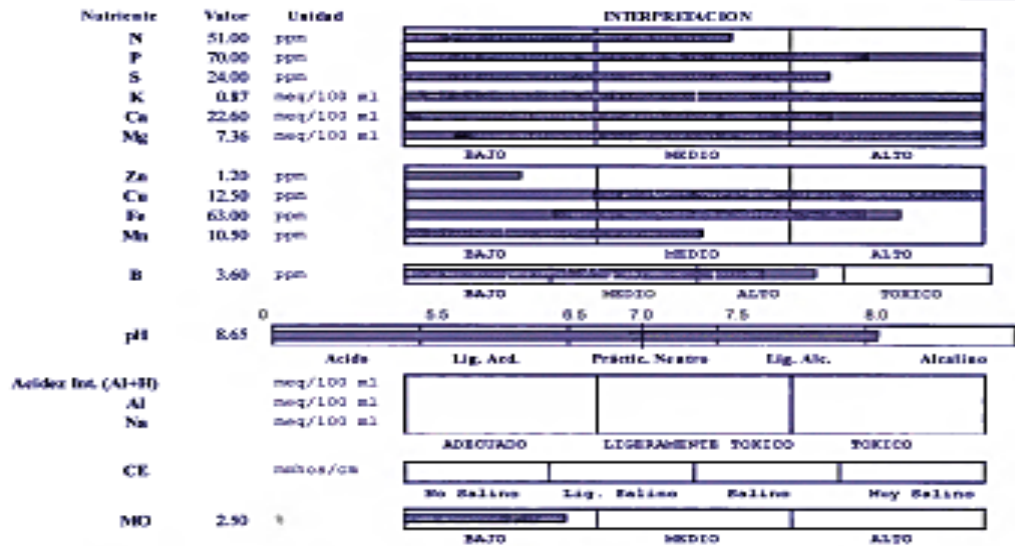 Nutriente Valor Unidad INTERPRETACION
N 51.00 ppm
P 70.00 ppm
S 24.00 ppm
K 0.87 meq/100 ml
Ca 22.60 meq/100 ml
Mg 7.36 meq/100 ml
BAJO MEDIO ALTO
Zn 1.20 ppm
Cu 12.50 ppm
Fe 63.00 ppm
Mn 10.90 ppm
BAJO MEDIO ALTO
B 3.60 ppm
BAJO MEDIO ALTO TOXICO
0 5.5 6.5 7.0 7.5 8.0
pH 8.65
Acido Lig. Acd. Práctic. Neutro Lig. Alc. Alcalino
Acidez Int. (Al+H) meq/100 ml
Al meq/100 ml
Na meq/100 ml
ADECUADO LIGERAMENTE TOXICO TOXICO
CE mmhos/cm
No Salino Lig. Salino Salino Muy Salino
MO 2.50 %
BAJO MEDIO ALTO